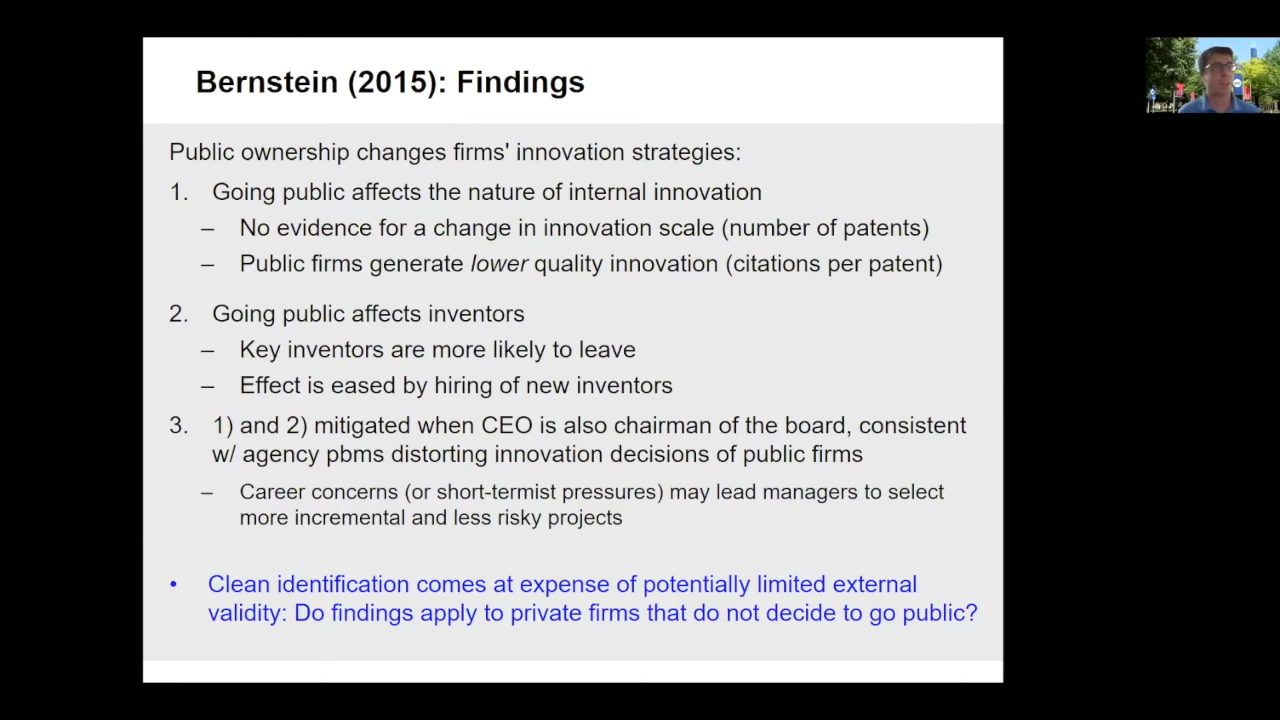 Bernstein (2015): Findings
Public ownership changes firms' innovation strategies:
1. Going public affects the nature of internal innovation
– No evidence for a change in innovation scale (number of patents)
– Public firms generate lower quality innovation (citations per patent)
2. Going public affects inventors
– Key inventors are more likely to leave
– Effect is eased by hiring of new inventors
3. 1) and 2) mitigated when CEO is also chairman of the board, consistent
w/ agency pbms distorting innovation decisions of public firms
– Career concerns (or short-termist pressures) may lead managers to select
more incremental and less risky projects
• Clean identification comes at expense of potentially limited external
validity: Do findings apply to private firms that do not decide to go public?